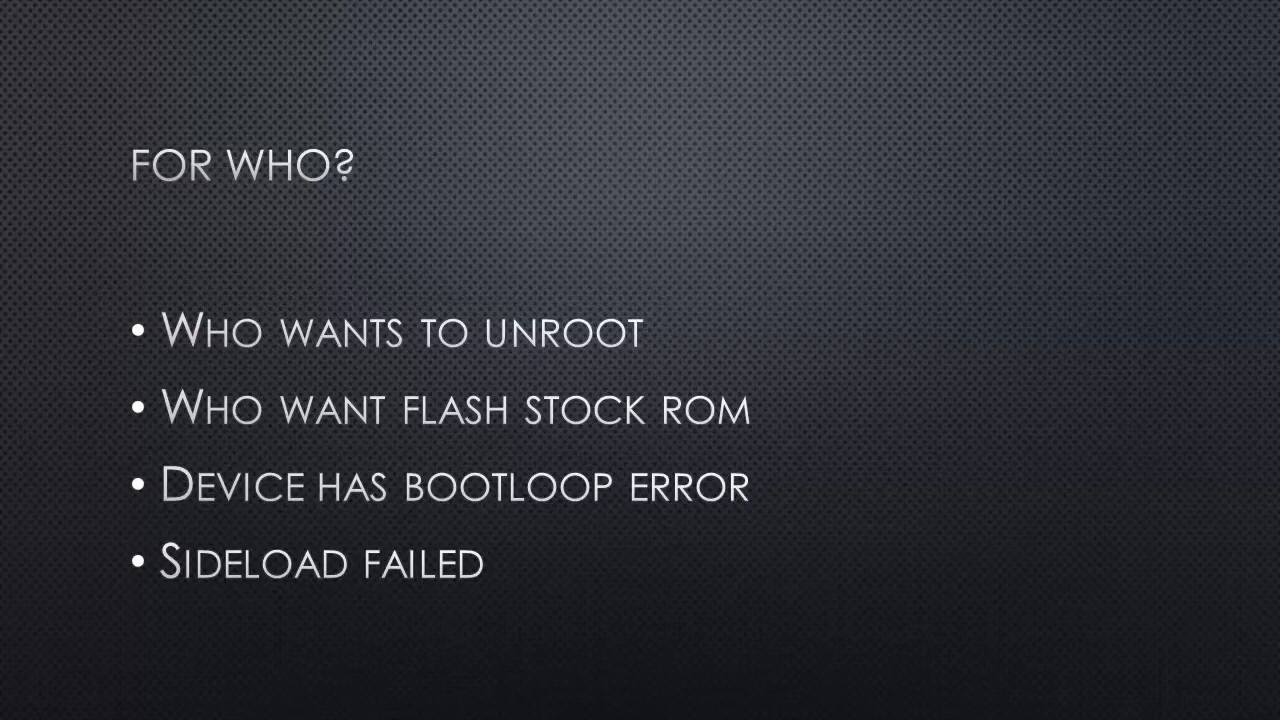 FOR WHO?
• WHO WANTS TO UNROOT
• WHO WANT FLASH STOCK ROM
• DEVICE HAS BOOTLOOP ERROR
• SIDELOAD FAILED